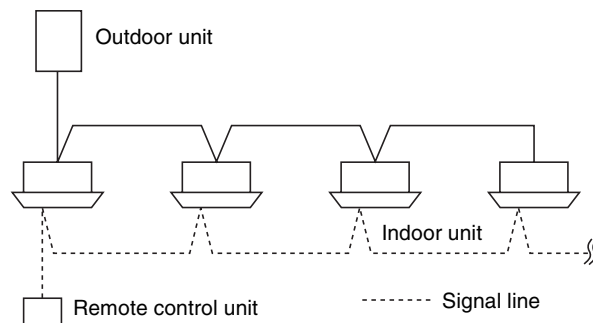 Outdoor unit
Indoor unit
Remote control unit
Signal line